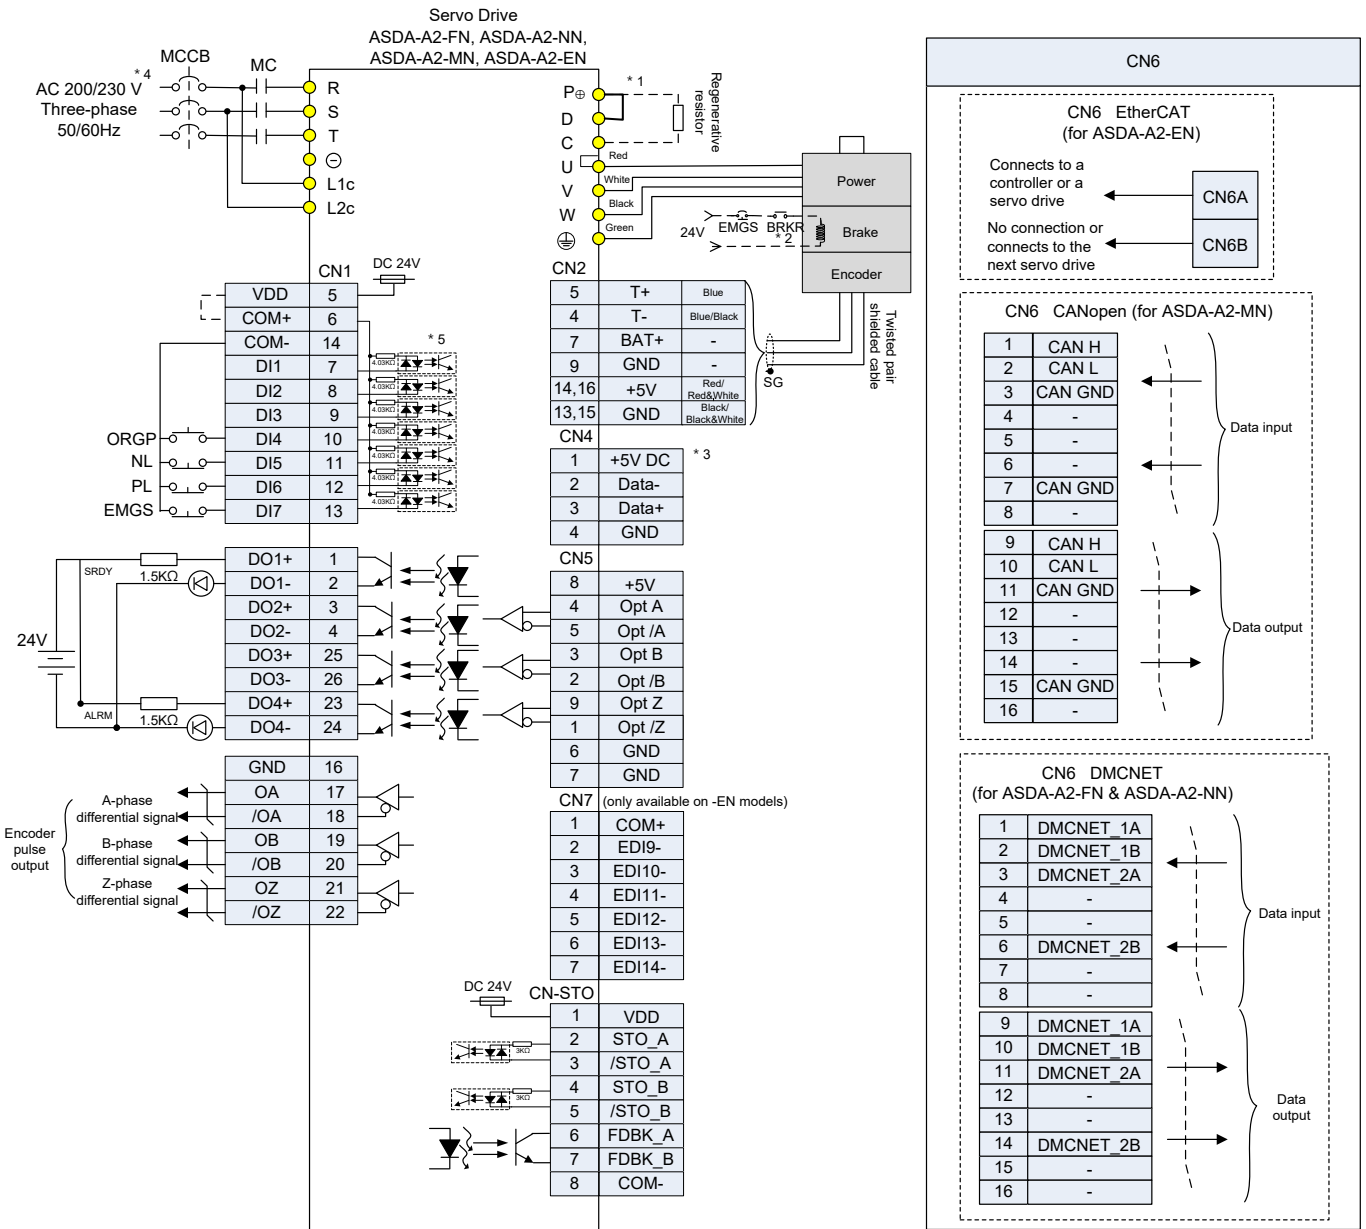 Servo Drive
ASDA-A2-FN, ASDA-A2-NN,
ASDA-A2-MN, ASDA-A2-EN
MCCB
MC
* 4
AC 200/230 V
Three-phase
50/60Hz
R
S
T
⊖
L1c
L2c
P⊕
D
C
U
V
W
* 1
Regenerative
resistor
Red
White
Black
Green
24V
EMGS
BRKR
* 2
Power
Brake
Encoder
Twisted pair
shielded cable
SG
CN1
DC 24V
VDD 5
COM+ 6
COM- 14
DI1 7
DI2 8
DI3 9
DI4 10
DI5 11
DI6 12
DI7 13
* 5
4.03KΩ
4.03KΩ
4.03KΩ
4.03KΩ
4.03KΩ
4.03KΩ
4.03KΩ
ORGP
NL
PL
EMGS
DO1+ 1
DO1- 2
DO2+ 3
DO2- 4
DO3+ 25
DO3- 26
DO4+ 23
DO4- 24
SRDY
1.5KΩ
24V
ALRM
1.5KΩ
GND 16
OA 17
/OA 18
OB 19
/OB 20
OZ 21
/OZ 22
Encoder
pulse
output
A-phase
differential signal
B-phase
differential signal
Z-phase
differential signal
CN2
5 T+ Blue
4 T- Blue/Black
7 BAT+ -
9 GND -
14,16 +5V Red/
Red&White
13,15 GND Black/
Black&White
CN4
* 3
1 +5V DC
2 Data-
3 Data+
4 GND
CN5
8 +5V
4 Opt A
5 Opt /A
3 Opt B
2 Opt /B
9 Opt Z
1 Opt /Z
6 GND
7 GND
CN7 (only available on -EN models)
1 COM+
2 EDI9-
3 EDI10-
4 EDI11-
5 EDI12-
6 EDI13-
7 EDI14-
DC 24V
CN-STO
1 VDD
2 STO_A
3 /STO_A
4 STO_B
5 /STO_B
6 FDBK_A
7 FDBK_B
8 COM-
3KΩ
3KΩ
CN6
CN6 EtherCAT
(for ASDA-A2-EN)
Connects to a
controller or a
servo drive
CN6A
No connection or
connects to the
next servo drive
CN6B
CN6 CANopen (for ASDA-A2-MN)
1 CAN H
2 CAN L
3 CAN GND
4 -
5 -
6 -
7 CAN GND
8 -
Data input
9 CAN H
10 CAN L
11 CAN GND
12 -
13 -
14 -
15 CAN GND
16 -
Data output
CN6 DMCNET
(for ASDA-A2-FN & ASDA-A2-NN)
1 DMCNET_1A
2 DMCNET_1B
3 DMCNET_2A
4 -
5 -
6 DMCNET_2B
7 -
8 -
Data input
9 DMCNET_1A
10 DMCNET_1B
11 DMCNET_2A
12 -
13 -
14 DMCNET_2B
15 -
16 -
Data
output